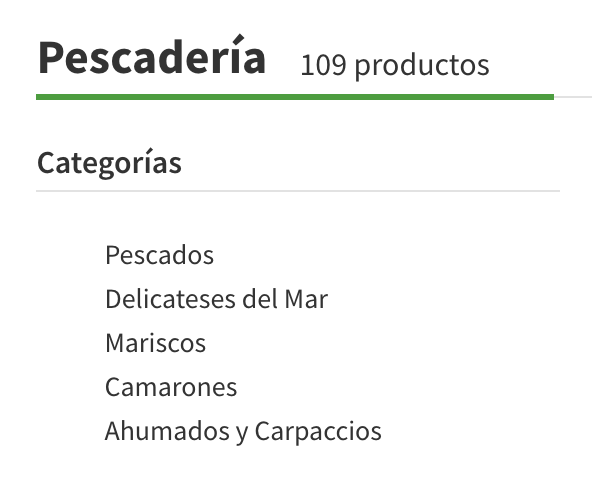 Pescadería 109 productos
Categorías
Pescados
Delicateses del Mar
Mariscos
Camarones
Ahumados y Carpaccios